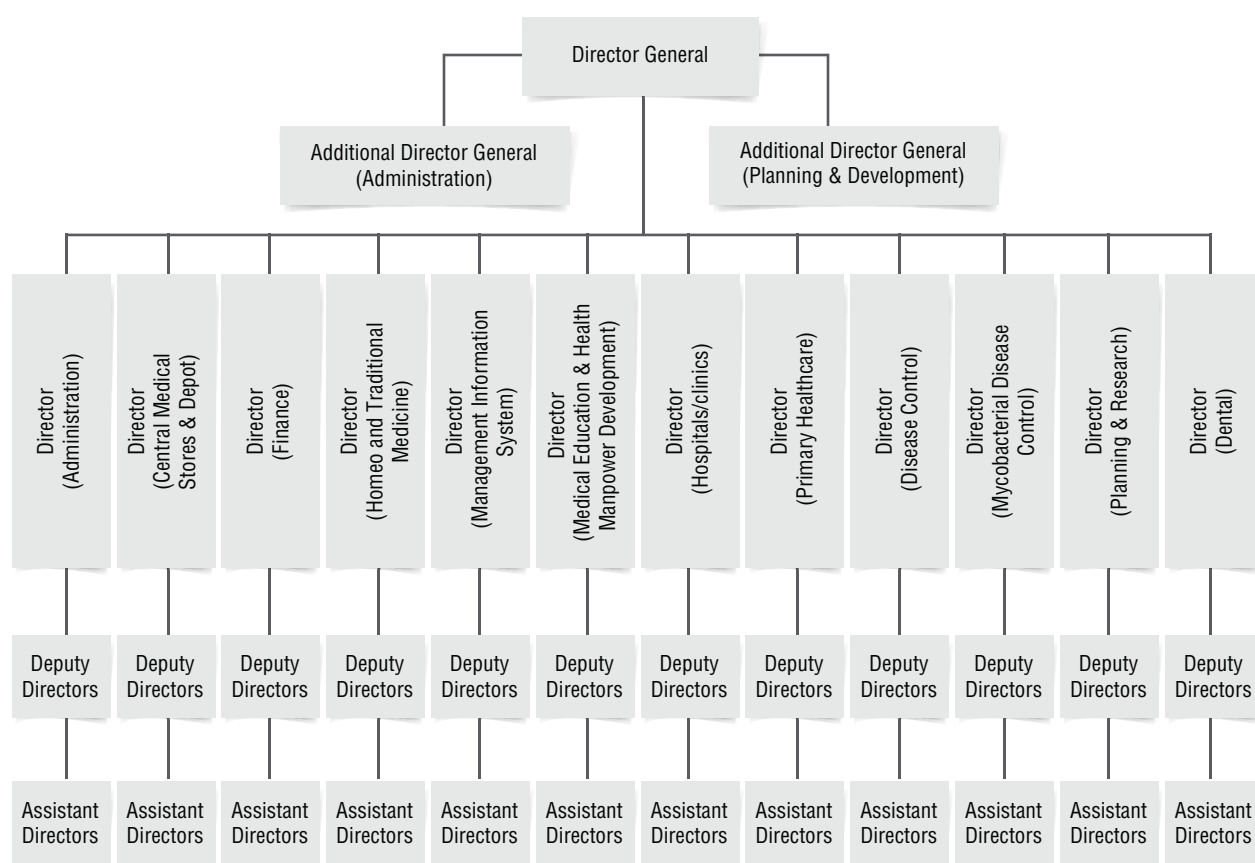 Director General
Additional Director General
(Administration)
Additional Director General
(Planning & Development)
Director
(Administration)
Director
(Central Medical
Stores & Depot)
Director
(Finance)
Director
(Homeo and Traditional
Medicine)
Director
(Management Information
System)
Director
(Medical Education & Health
Manpower Development)
Director
(Hospitals/clinics)
Director
(Primary Healthcare)
Director
(Disease Control)
Director
(Mycobacterial Disease
Control)
Director
(Planning & Research)
Director
(Dental)
Deputy
Directors
Deputy
Directors
Deputy
Directors
Deputy
Directors
Deputy
Directors
Deputy
Directors
Deputy
Directors
Deputy
Directors
Deputy
Directors
Deputy
Directors
Deputy
Directors
Deputy
Directors
Assistant
Directors
Assistant
Directors
Assistant
Directors
Assistant
Directors
Assistant
Directors
Assistant
Directors
Assistant
Directors
Assistant
Directors
Assistant
Directors
Assistant
Directors
Assistant
Directors
Assistant
Directors